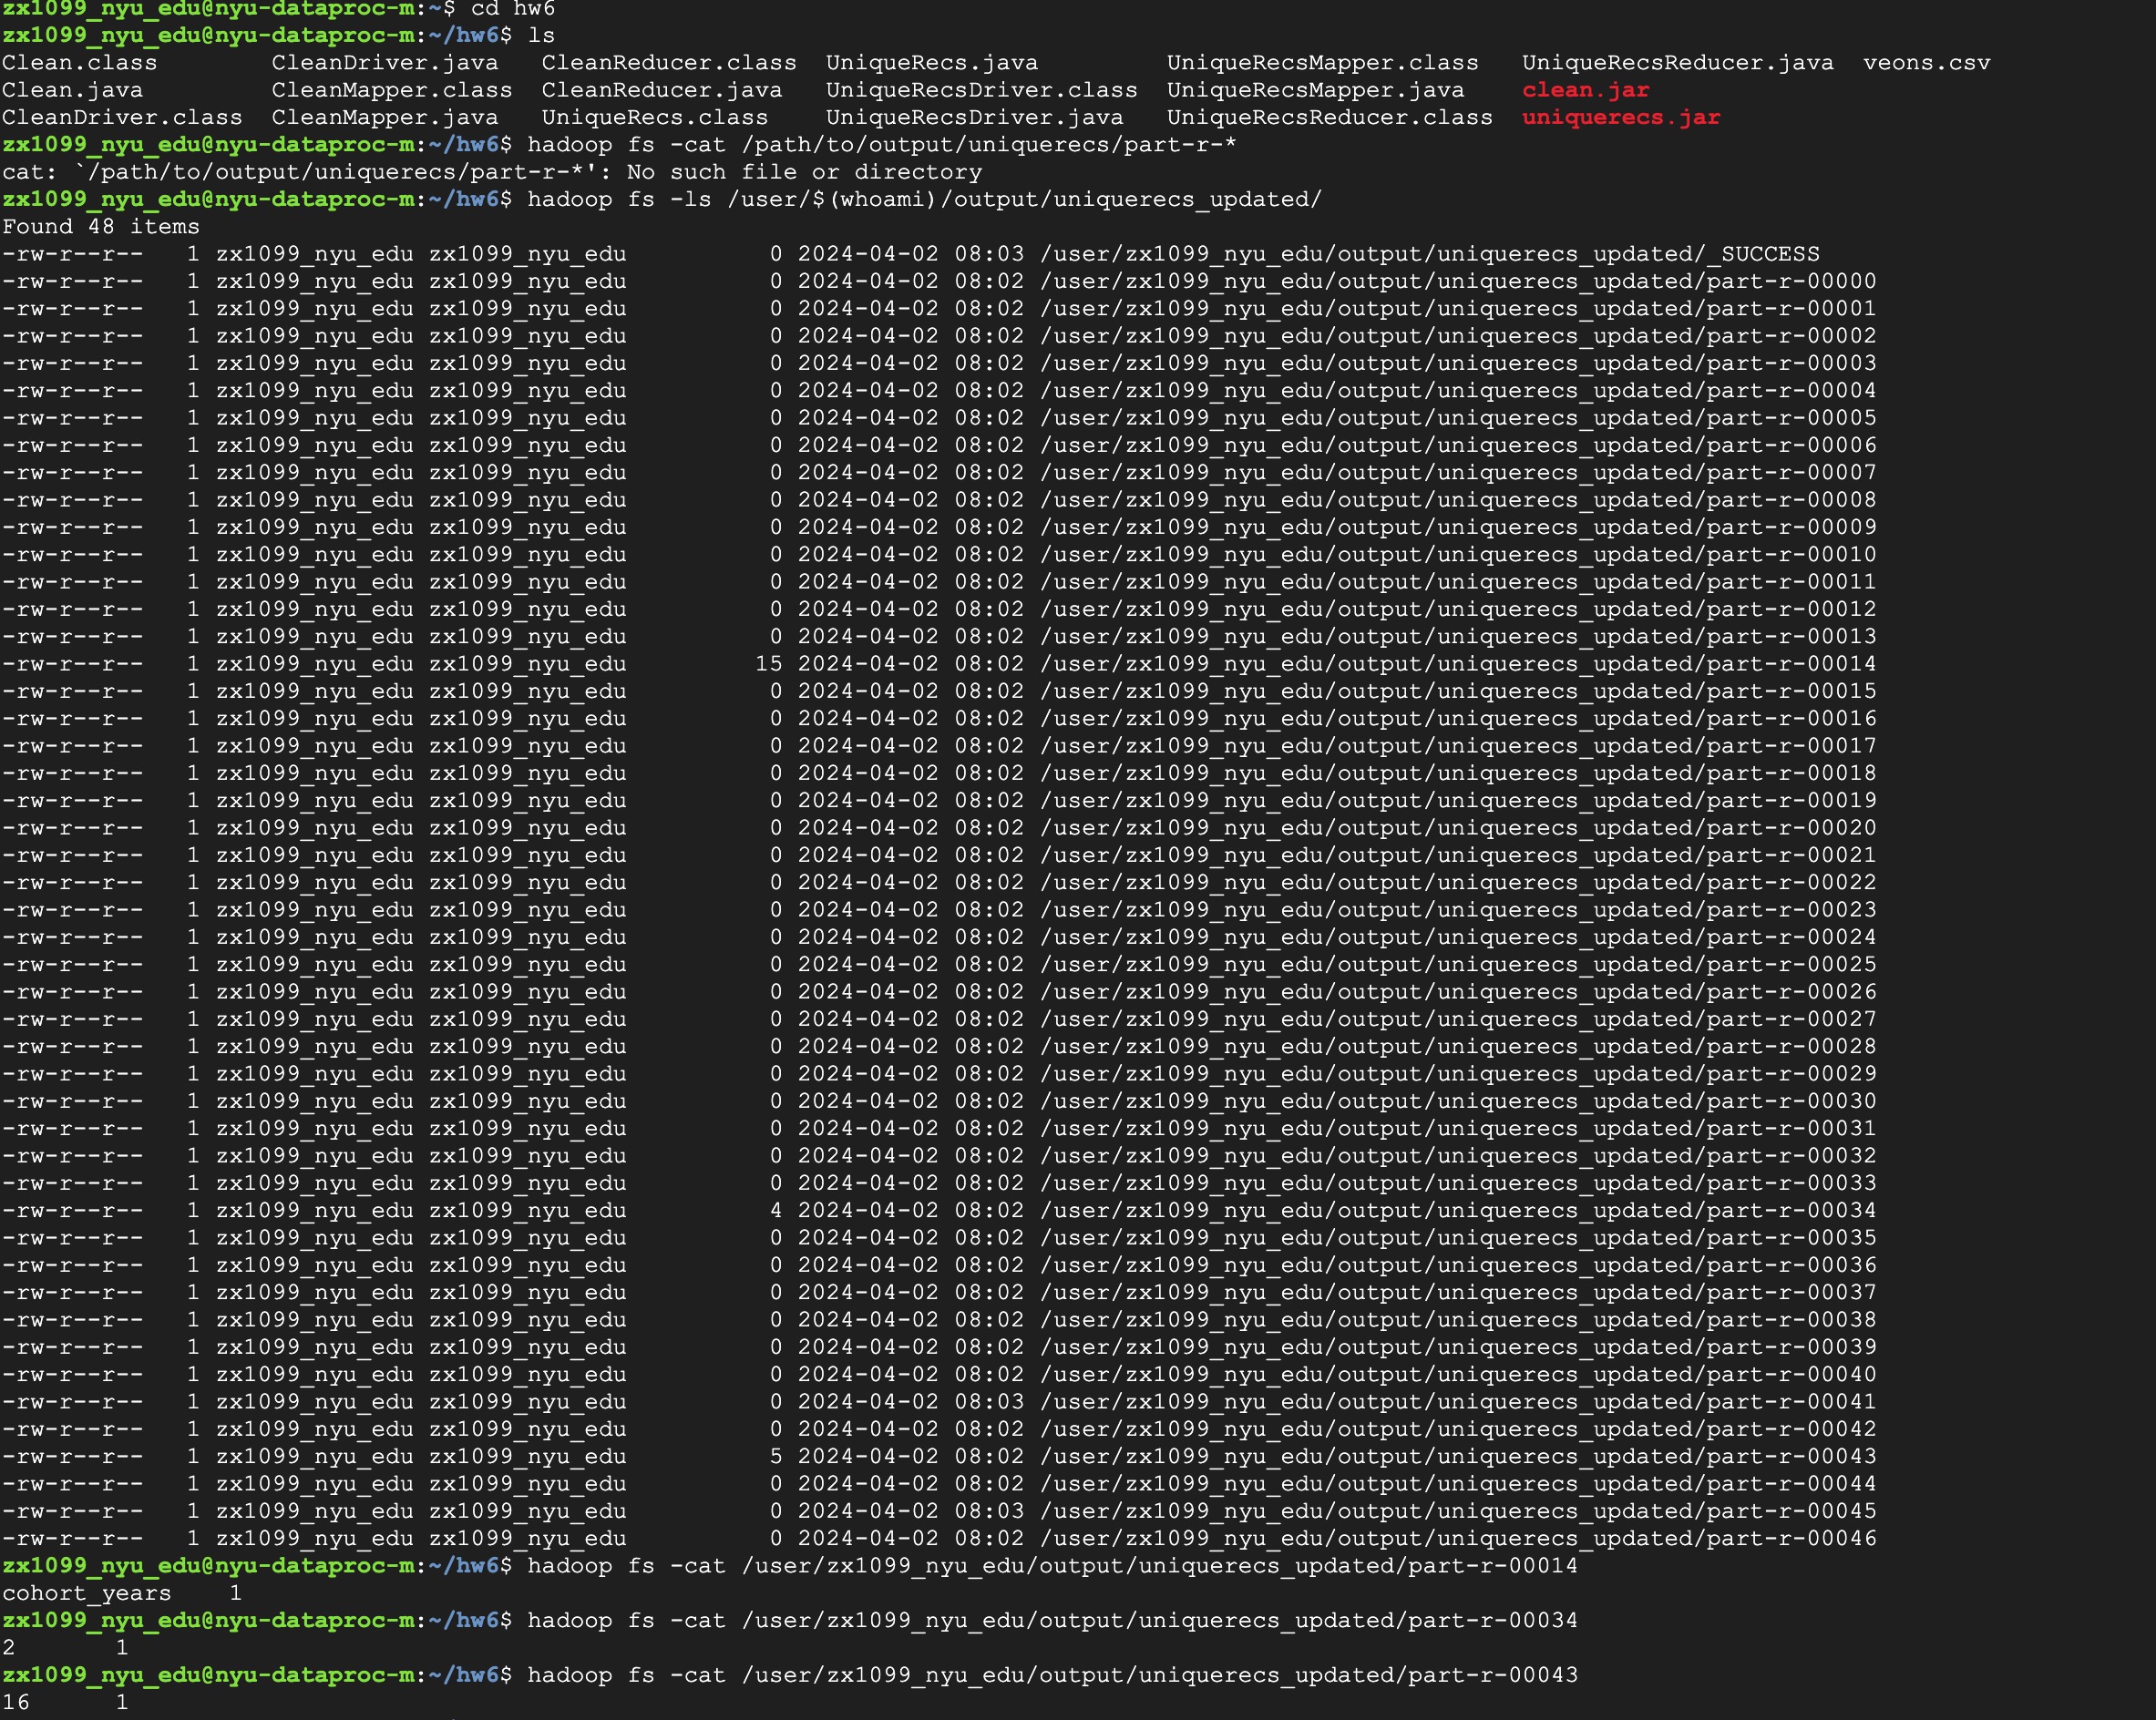 zx1099_nyu_edu@nyu-dataproc-m:~$ cd hw6
zx1099_nyu_edu@nyu-dataproc-m:~/hw6$ ls
Clean.class        CleanDriver.java   CleanReducer.class  UniqueRecs.java         UniqueRecsMapper.class   UniqueRecsReducer.java  veons.csv
Clean.java         CleanMapper.class  CleanReducer.java   UniqueRecsDriver.class  UniqueRecsMapper.java    clean.jar
CleanDriver.class  CleanMapper.java   UniqueRecs.class    UniqueRecsDriver.java   UniqueRecsReducer.class  uniquerecs.jar
zx1099_nyu_edu@nyu-dataproc-m:~/hw6$ hadoop fs -cat /path/to/output/uniquerecs/part-r-*
cat: `/path/to/output/uniquerecs/part-r-*': No such file or directory
zx1099_nyu_edu@nyu-dataproc-m:~/hw6$ hadoop fs -ls /user/$(whoami)/output/uniquerecs_updated/
Found 48 items
-rw-r--r--   1 zx1099_nyu_edu zx1099_nyu_edu          0 2024-04-02 08:03 /user/zx1099_nyu_edu/output/uniquerecs_updated/_SUCCESS
-rw-r--r--   1 zx1099_nyu_edu zx1099_nyu_edu          0 2024-04-02 08:02 /user/zx1099_nyu_edu/output/uniquerecs_updated/part-r-00000
-rw-r--r--   1 zx1099_nyu_edu zx1099_nyu_edu          0 2024-04-02 08:02 /user/zx1099_nyu_edu/output/uniquerecs_updated/part-r-00001
-rw-r--r--   1 zx1099_nyu_edu zx1099_nyu_edu          0 2024-04-02 08:02 /user/zx1099_nyu_edu/output/uniquerecs_updated/part-r-00002
-rw-r--r--   1 zx1099_nyu_edu zx1099_nyu_edu          0 2024-04-02 08:02 /user/zx1099_nyu_edu/output/uniquerecs_updated/part-r-00003
-rw-r--r--   1 zx1099_nyu_edu zx1099_nyu_edu          0 2024-04-02 08:02 /user/zx1099_nyu_edu/output/uniquerecs_updated/part-r-00004
-rw-r--r--   1 zx1099_nyu_edu zx1099_nyu_edu          0 2024-04-02 08:02 /user/zx1099_nyu_edu/output/uniquerecs_updated/part-r-00005
-rw-r--r--   1 zx1099_nyu_edu zx1099_nyu_edu          0 2024-04-02 08:02 /user/zx1099_nyu_edu/output/uniquerecs_updated/part-r-00006
-rw-r--r--   1 zx1099_nyu_edu zx1099_nyu_edu          0 2024-04-02 08:02 /user/zx1099_nyu_edu/output/uniquerecs_updated/part-r-00007
-rw-r--r--   1 zx1099_nyu_edu zx1099_nyu_edu          0 2024-04-02 08:02 /user/zx1099_nyu_edu/output/uniquerecs_updated/part-r-00008
-rw-r--r--   1 zx1099_nyu_edu zx1099_nyu_edu          0 2024-04-02 08:02 /user/zx1099_nyu_edu/output/uniquerecs_updated/part-r-00009
-rw-r--r--   1 zx1099_nyu_edu zx1099_nyu_edu          0 2024-04-02 08:02 /user/zx1099_nyu_edu/output/uniquerecs_updated/part-r-00010
-rw-r--r--   1 zx1099_nyu_edu zx1099_nyu_edu          0 2024-04-02 08:02 /user/zx1099_nyu_edu/output/uniquerecs_updated/part-r-00011
-rw-r--r--   1 zx1099_nyu_edu zx1099_nyu_edu          0 2024-04-02 08:02 /user/zx1099_nyu_edu/output/uniquerecs_updated/part-r-00012
-rw-r--r--   1 zx1099_nyu_edu zx1099_nyu_edu          0 2024-04-02 08:02 /user/zx1099_nyu_edu/output/uniquerecs_updated/part-r-00013
-rw-r--r--   1 zx1099_nyu_edu zx1099_nyu_edu         15 2024-04-02 08:02 /user/zx1099_nyu_edu/output/uniquerecs_updated/part-r-00014
-rw-r--r--   1 zx1099_nyu_edu zx1099_nyu_edu          0 2024-04-02 08:02 /user/zx1099_nyu_edu/output/uniquerecs_updated/part-r-00015
-rw-r--r--   1 zx1099_nyu_edu zx1099_nyu_edu          0 2024-04-02 08:02 /user/zx1099_nyu_edu/output/uniquerecs_updated/part-r-00016
-rw-r--r--   1 zx1099_nyu_edu zx1099_nyu_edu          0 2024-04-02 08:02 /user/zx1099_nyu_edu/output/uniquerecs_updated/part-r-00017
-rw-r--r--   1 zx1099_nyu_edu zx1099_nyu_edu          0 2024-04-02 08:02 /user/zx1099_nyu_edu/output/uniquerecs_updated/part-r-00018
-rw-r--r--   1 zx1099_nyu_edu zx1099_nyu_edu          0 2024-04-02 08:02 /user/zx1099_nyu_edu/output/uniquerecs_updated/part-r-00019
-rw-r--r--   1 zx1099_nyu_edu zx1099_nyu_edu          0 2024-04-02 08:02 /user/zx1099_nyu_edu/output/uniquerecs_updated/part-r-00020
-rw-r--r--   1 zx1099_nyu_edu zx1099_nyu_edu          0 2024-04-02 08:02 /user/zx1099_nyu_edu/output/uniquerecs_updated/part-r-00021
-rw-r--r--   1 zx1099_nyu_edu zx1099_nyu_edu          0 2024-04-02 08:02 /user/zx1099_nyu_edu/output/uniquerecs_updated/part-r-00022
-rw-r--r--   1 zx1099_nyu_edu zx1099_nyu_edu          0 2024-04-02 08:02 /user/zx1099_nyu_edu/output/uniquerecs_updated/part-r-00023
-rw-r--r--   1 zx1099_nyu_edu zx1099_nyu_edu          0 2024-04-02 08:02 /user/zx1099_nyu_edu/output/uniquerecs_updated/part-r-00024
-rw-r--r--   1 zx1099_nyu_edu zx1099_nyu_edu          0 2024-04-02 08:02 /user/zx1099_nyu_edu/output/uniquerecs_updated/part-r-00025
-rw-r--r--   1 zx1099_nyu_edu zx1099_nyu_edu          0 2024-04-02 08:02 /user/zx1099_nyu_edu/output/uniquerecs_updated/part-r-00026
-rw-r--r--   1 zx1099_nyu_edu zx1099_nyu_edu          0 2024-04-02 08:02 /user/zx1099_nyu_edu/output/uniquerecs_updated/part-r-00027
-rw-r--r--   1 zx1099_nyu_edu zx1099_nyu_edu          0 2024-04-02 08:02 /user/zx1099_nyu_edu/output/uniquerecs_updated/part-r-00028
-rw-r--r--   1 zx1099_nyu_edu zx1099_nyu_edu          0 2024-04-02 08:02 /user/zx1099_nyu_edu/output/uniquerecs_updated/part-r-00029
-rw-r--r--   1 zx1099_nyu_edu zx1099_nyu_edu          0 2024-04-02 08:02 /user/zx1099_nyu_edu/output/uniquerecs_updated/part-r-00030
-rw-r--r--   1 zx1099_nyu_edu zx1099_nyu_edu          0 2024-04-02 08:02 /user/zx1099_nyu_edu/output/uniquerecs_updated/part-r-00031
-rw-r--r--   1 zx1099_nyu_edu zx1099_nyu_edu          0 2024-04-02 08:02 /user/zx1099_nyu_edu/output/uniquerecs_updated/part-r-00032
-rw-r--r--   1 zx1099_nyu_edu zx1099_nyu_edu          0 2024-04-02 08:02 /user/zx1099_nyu_edu/output/uniquerecs_updated/part-r-00033
-rw-r--r--   1 zx1099_nyu_edu zx1099_nyu_edu          4 2024-04-02 08:02 /user/zx1099_nyu_edu/output/uniquerecs_updated/part-r-00034
-rw-r--r--   1 zx1099_nyu_edu zx1099_nyu_edu          0 2024-04-02 08:02 /user/zx1099_nyu_edu/output/uniquerecs_updated/part-r-00035
-rw-r--r--   1 zx1099_nyu_edu zx1099_nyu_edu          0 2024-04-02 08:02 /user/zx1099_nyu_edu/output/uniquerecs_updated/part-r-00036
-rw-r--r--   1 zx1099_nyu_edu zx1099_nyu_edu          0 2024-04-02 08:02 /user/zx1099_nyu_edu/output/uniquerecs_updated/part-r-00037
-rw-r--r--   1 zx1099_nyu_edu zx1099_nyu_edu          0 2024-04-02 08:02 /user/zx1099_nyu_edu/output/uniquerecs_updated/part-r-00038
-rw-r--r--   1 zx1099_nyu_edu zx1099_nyu_edu          0 2024-04-02 08:02 /user/zx1099_nyu_edu/output/uniquerecs_updated/part-r-00039
-rw-r--r--   1 zx1099_nyu_edu zx1099_nyu_edu          0 2024-04-02 08:02 /user/zx1099_nyu_edu/output/uniquerecs_updated/part-r-00040
-rw-r--r--   1 zx1099_nyu_edu zx1099_nyu_edu          0 2024-04-02 08:03 /user/zx1099_nyu_edu/output/uniquerecs_updated/part-r-00041
-rw-r--r--   1 zx1099_nyu_edu zx1099_nyu_edu          0 2024-04-02 08:02 /user/zx1099_nyu_edu/output/uniquerecs_updated/part-r-00042
-rw-r--r--   1 zx1099_nyu_edu zx1099_nyu_edu          5 2024-04-02 08:02 /user/zx1099_nyu_edu/output/uniquerecs_updated/part-r-00043
-rw-r--r--   1 zx1099_nyu_edu zx1099_nyu_edu          0 2024-04-02 08:02 /user/zx1099_nyu_edu/output/uniquerecs_updated/part-r-00044
-rw-r--r--   1 zx1099_nyu_edu zx1099_nyu_edu          0 2024-04-02 08:03 /user/zx1099_nyu_edu/output/uniquerecs_updated/part-r-00045
-rw-r--r--   1 zx1099_nyu_edu zx1099_nyu_edu          0 2024-04-02 08:02 /user/zx1099_nyu_edu/output/uniquerecs_updated/part-r-00046
zx1099_nyu_edu@nyu-dataproc-m:~/hw6$ hadoop fs -cat /user/zx1099_nyu_edu/output/uniquerecs_updated/part-r-00014
cohort_years    1
zx1099_nyu_edu@nyu-dataproc-m:~/hw6$ hadoop fs -cat /user/zx1099_nyu_edu/output/uniquerecs_updated/part-r-00034
2       1
zx1099_nyu_edu@nyu-dataproc-m:~/hw6$ hadoop fs -cat /user/zx1099_nyu_edu/output/uniquerecs_updated/part-r-00043
16      1